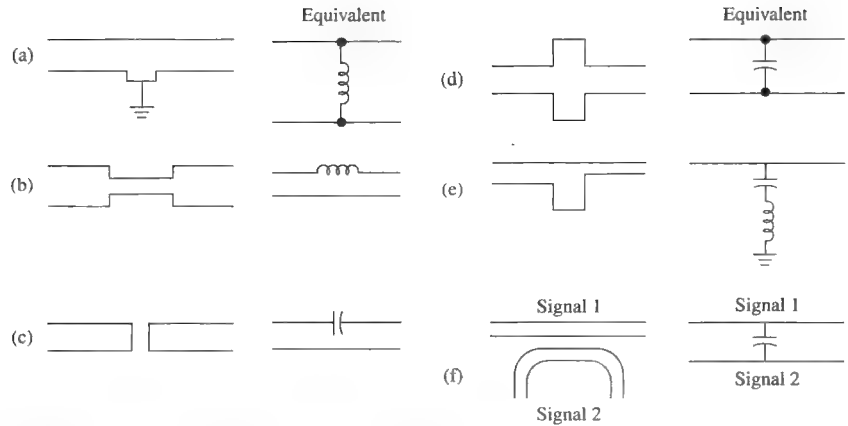 Equivalent
(a)
(b)
(c)
Equivalent
(d)
(e)
Signal 1
Signal 1
(f)
Signal 2
Signal 2